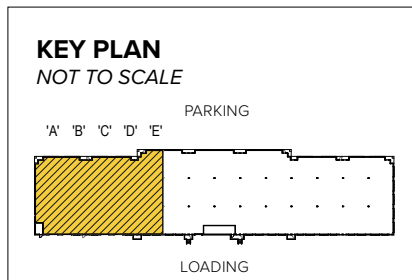 KEY PLAN
NOT TO SCALE
PARKING
'A' 'B' 'C' 'D' 'E'
LOADING